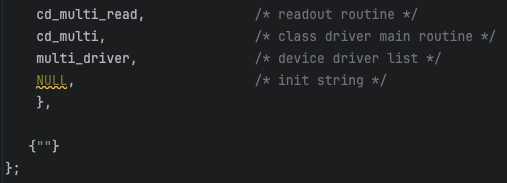 cd_multi_read, /* readout routine */
cd_multi, /* class driver main routine */
multi_driver, /* device driver list */
NULL, /* init string */
},
{""}
};